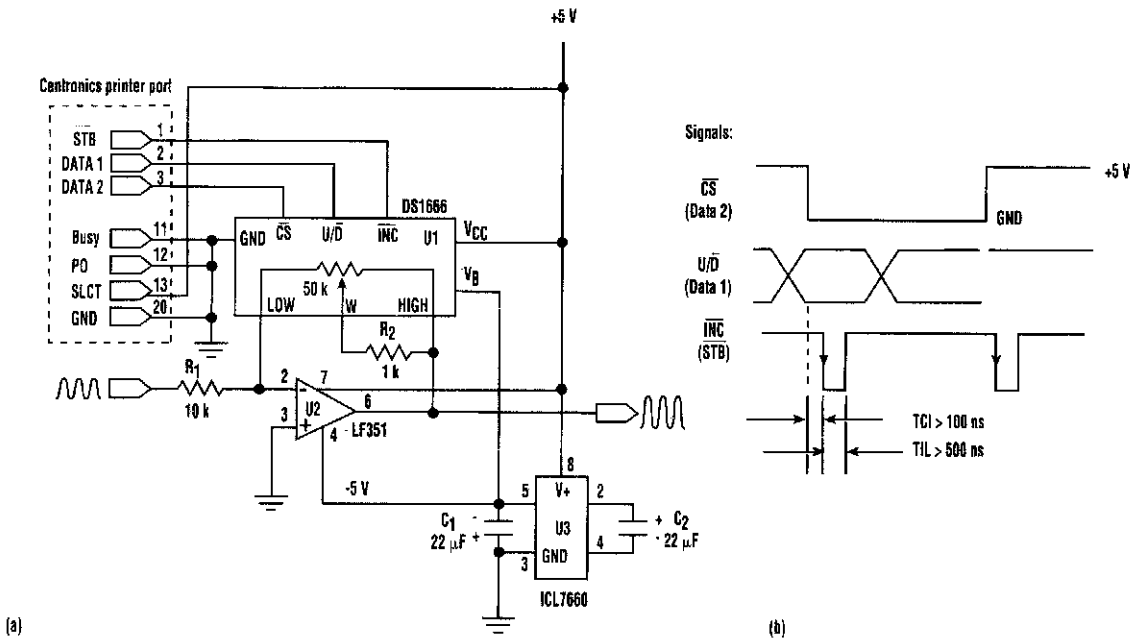 +5 V
Centronics printer port
STB 1
DATA 1 2
DATA 2 3
Busy 11
PO 12
SLCT 13
GND 20
DS1666
GND CS U/D INC U1 VCC
VB
50 k
LOW W HIGH
R2
1 k
R1
10 k
2 - 7
U2 6
3 + 4 LF351
-5 V
8
5 V+ 2
C1 -
22 µF +
U3
+ C2
- 22 µF
3 GND 4
ICL7660
(a)
Signals:
CS
(Data 2)
+5 V
GND
U/D
(Data 1)
INC
(STB)
TCI > 100 ns
TIL > 500 ns
(b)